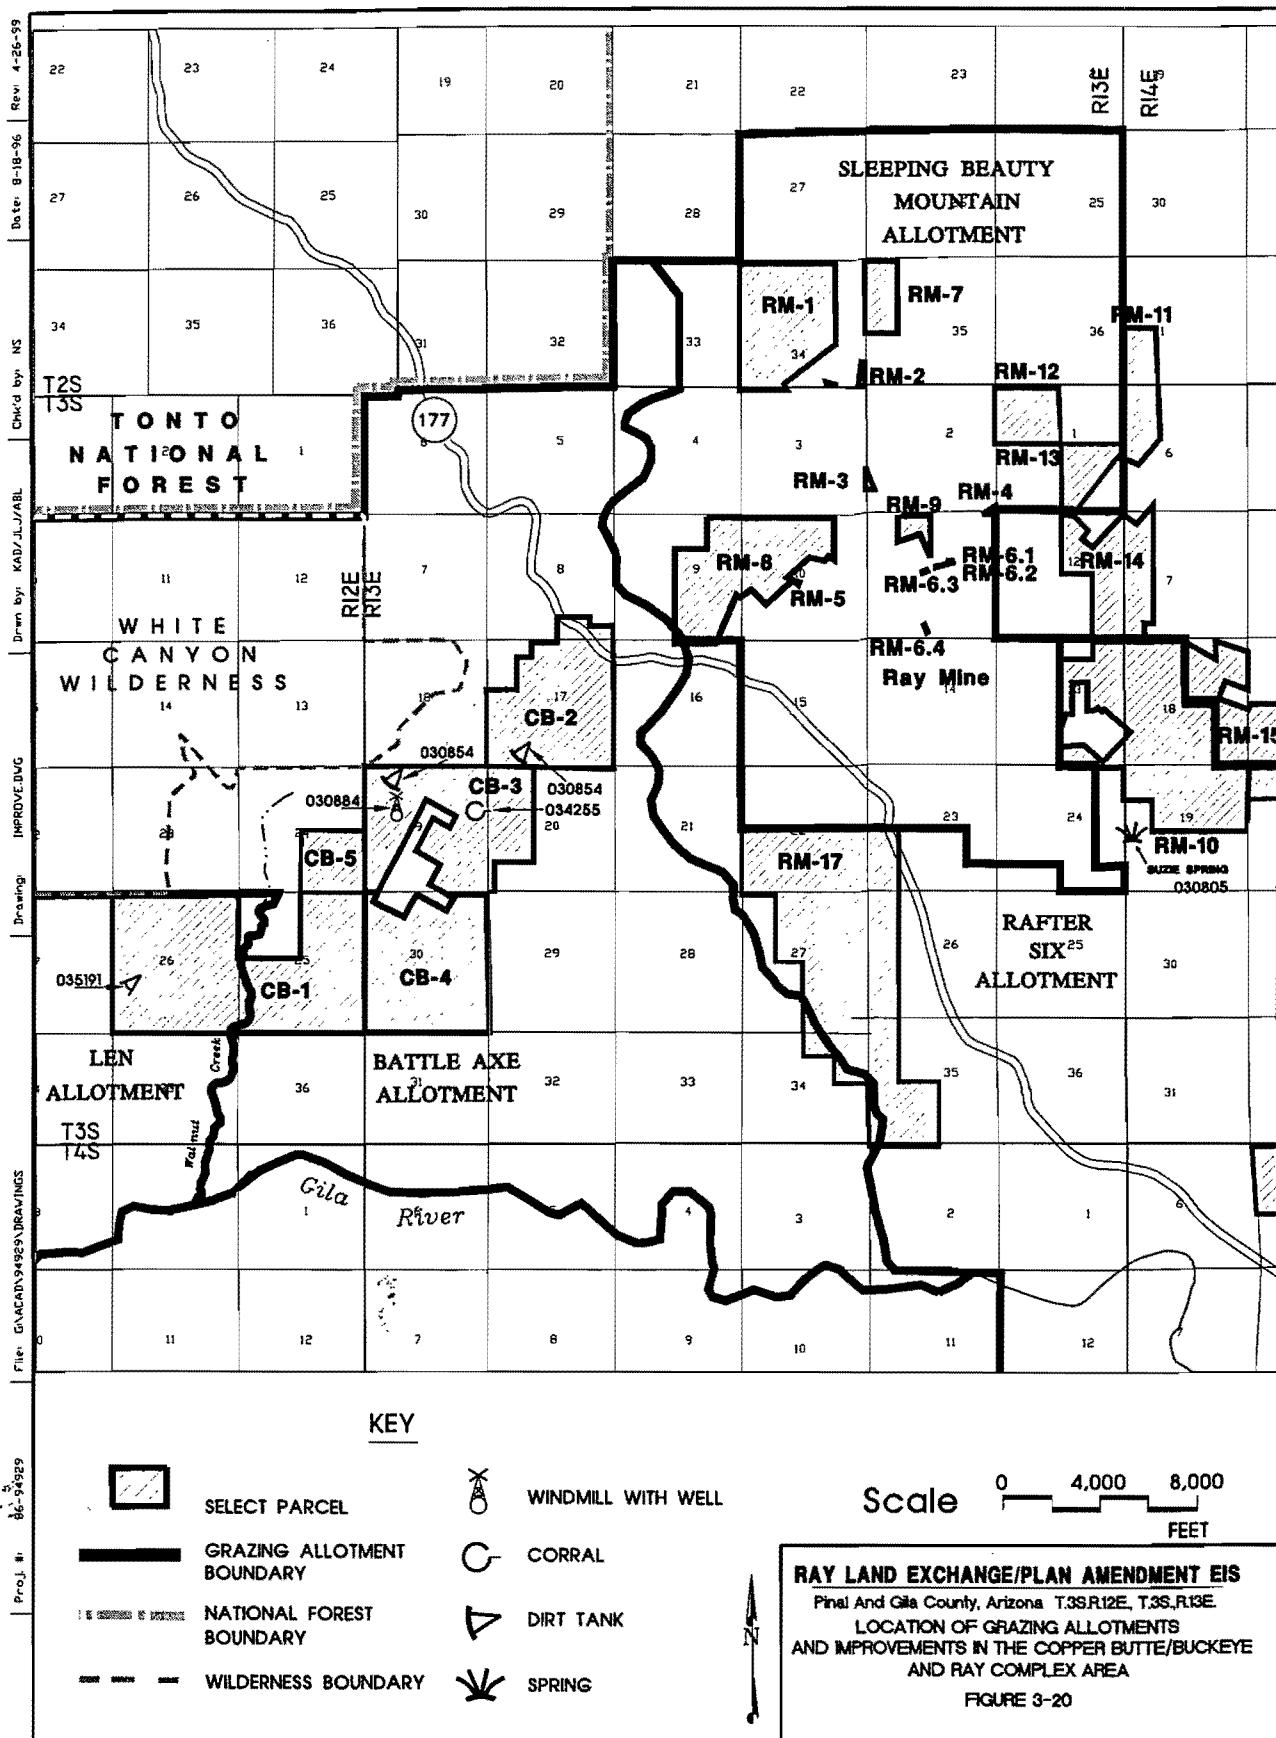 22
23
24
19
20
21
22
23
R13E
R14E
27
26
25
30
29
28
27
25
30
SLEEPING BEAUTY
MOUNTAIN
ALLOTMENT
34
35
36
31
32
33
34
35
36
RM-1
RM-7
RM-11
RM-2
RM-12
T2S
T3S
TONTO
NATIONAL
FOREST
177
2
1
5
4
3
2
1
6
RM-13
RM-3
RM-4
RM-9
RM-8
RM-5
RM-6.1
RM-6.2
RM-6.3
RM-6.4
RM-14
11
12
7
8
9
12
7
R12E
R13E
WHITE
CANYON
WILDERNESS
Ray Mine
14
13
18
17
16
15
14
18
CB-2
RM-15
030854
030854
CB-3
030884
034255
20
21
23
24
19
CB-5
RM-17
RM-10
SUZIE SPRING
030805
RAFTER
SIX
ALLOTMENT
26
25
30
29
28
27
26
25
30
035191
CB-1
CB-4
LEN
ALLOTMENT
BATTLE AXE
ALLOTMENT
Creek
Walnut
36
31
32
33
34
35
36
31
T3S
T4S
Gila
River
1
4
3
2
1
6
11
12
7
8
9
10
11
12
KEY
SELECT PARCEL
GRAZING ALLOTMENT
BOUNDARY
NATIONAL FOREST
BOUNDARY
WILDERNESS BOUNDARY
WINDMILL WITH WELL
CORRAL
DIRT TANK
SPRING
Scale
0 4,000 8,000
FEET
N
RAY LAND EXCHANGE/PLAN AMENDMENT EIS
Pinal And Gila County, Arizona T.3S.R.12E., T.3S.,R.13E.
LOCATION OF GRAZING ALLOTMENTS
AND IMPROVEMENTS IN THE COPPER BUTTE/BUCKEYE
AND RAY COMPLEX AREA
FIGURE 3-20
Proj. #: 86-94929
File: G:\ACAD\94929\DRAWINGS
Drawing: IMPROVE.DWG
Drwn by: KAD/JLJ/ABL
Chk'd by: NS
Date: 8-18-96
Rev: 4-26-99